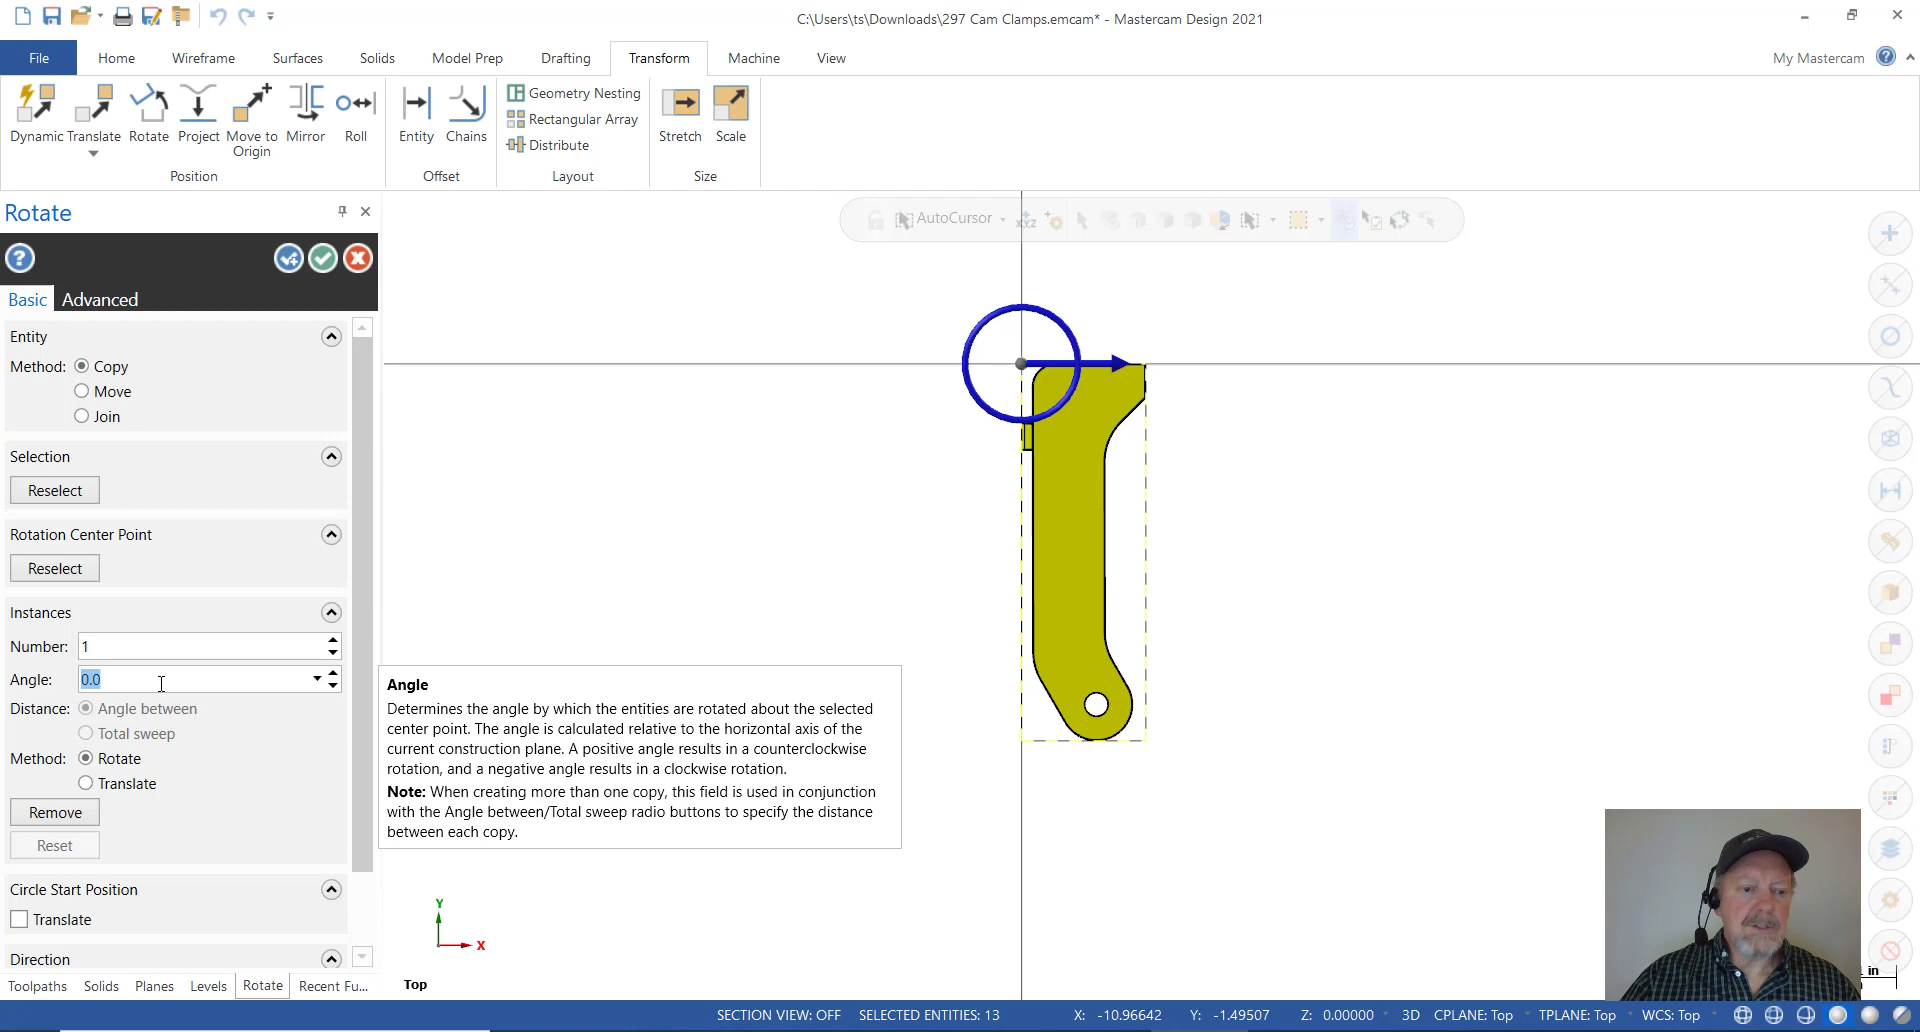 C:\Users\ts\Downloads\297 Cam Clamps.emcam* - Mastercam Design 2021
File Home Wireframe Surfaces Solids Model Prep Drafting Transform Machine View My Mastercam
Dynamic Translate Rotate Project Move to Origin Mirror Roll
Position
Entity Chains
Offset
Geometry Nesting
Rectangular Array
Distribute
Layout
Stretch Scale
Size
Rotate
Basic Advanced
AutoCursor
Entity
Method: Copy
Move
Join
Selection
Reselect
Rotation Center Point
Reselect
Instances
Number: 1
Angle: 0.0
Distance: Angle between
Total sweep
Method: Rotate
Translate
Remove
Reset
Circle Start Position
Translate
Direction
Angle
Determines the angle by which the entities are rotated about the selected
center point. The angle is calculated relative to the horizontal axis of the
current construction plane. A positive angle results in a counterclockwise
rotation, and a negative angle results in a clockwise rotation.
Note: When creating more than one copy, this field is used in conjunction
with the Angle between/Total sweep radio buttons to specify the distance
between each copy.
Y
X
Top
in
Toolpaths Solids Planes Levels Rotate Recent Fu...
SECTION VIEW: OFF SELECTED ENTITIES: 13 X: -10.96642 Y: -1.49507 Z: 0.00000 3D CPLANE: Top TPLANE: Top WCS: Top